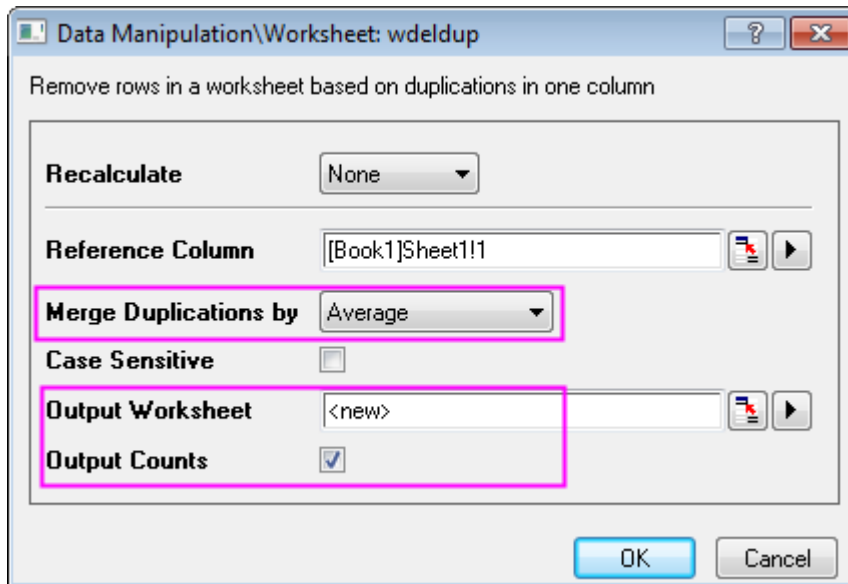 Data Manipulation\Worksheet: wdeldup
Remove rows in a worksheet based on duplications in one column
Recalculate None
Reference Column [Book1]Sheet1!1
Merge Duplications by Average
Case Sensitive
Output Worksheet <new>
Output Counts
OK Cancel